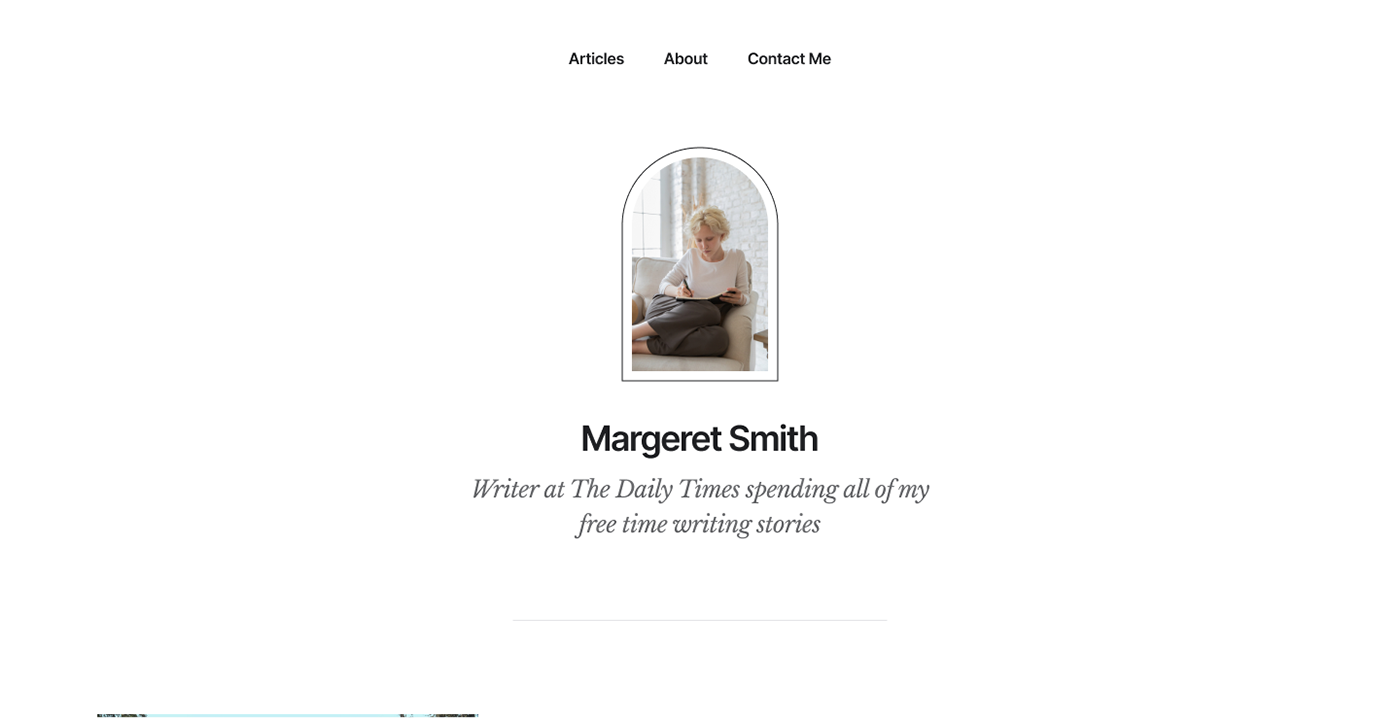 Articles About Contact Me
Margeret Smith
Writer at The Daily Times spending all of my
free time writing stories